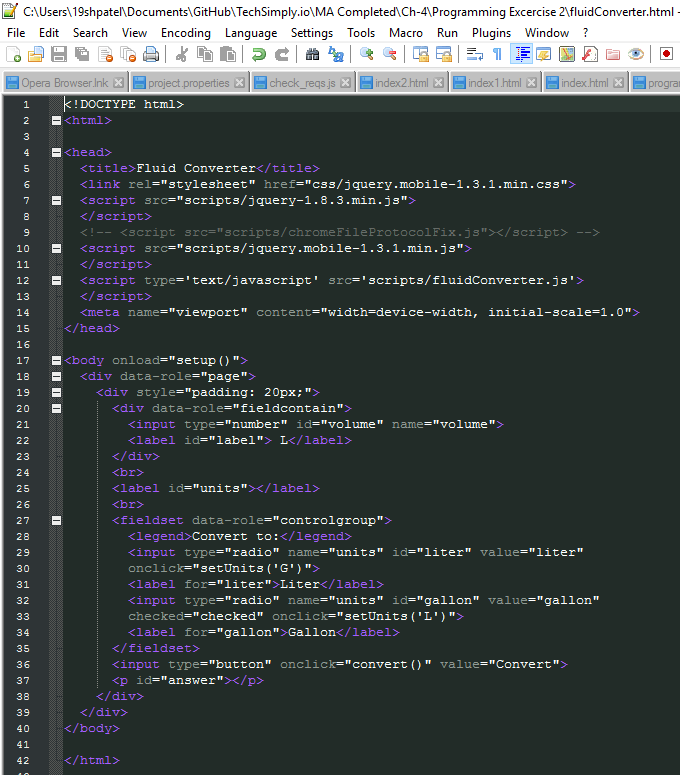 C:\Users\19shpatel\Documents\GitHub\TechSimply.io\MA Completed\Ch-4\Programming Excercise 2\fluidConverter.html -
File Edit Search View Encoding Language Settings Tools Macro Run Plugins Window ?
Opera Browser.lnk project.properties check_reqs.js index2.html index1.html index.html
1 <!DOCTYPE html>
2 <html>
3
4 <head>
5 <title>Fluid Converter</title>
6 <link rel="stylesheet" href="css/jquery.mobile-1.3.1.min.css">
7 <script src="scripts/jquery-1.8.3.min.js">
8 </script>
9 <!-- <script src="scripts/chromeFileProtocolFix.js"></script> -->
10 <script src="scripts/jquery.mobile-1.3.1.min.js">
11 </script>
12 <script type='text/javascript' src='scripts/fluidConverter.js'>
13 </script>
14 <meta name="viewport" content="width=device-width, initial-scale=1.0">
15 </head>
16
17 <body onload="setup()">
18 <div data-role="page">
19 <div style="padding: 20px;">
20 <div data-role="fieldcontain">
21 <input type="number" id="volume" name="volume">
22 <label id="label"> L</label>
23 </div>
24 <br>
25 <label id="units"></label>
26 <br>
27 <fieldset data-role="controlgroup">
28 <legend>Convert to:</legend>
29 <input type="radio" name="units" id="liter" value="liter"
30 onclick="setUnits('G')">
31 <label for="liter">Liter</label>
32 <input type="radio" name="units" id="gallon" value="gallon"
33 checked="checked" onclick="setUnits('L')">
34 <label for="gallon">Gallon</label>
35 </fieldset>
36 <input type="button" onclick="convert()" value="Convert">
37 <p id="answer"></p>
38 </div>
39 </div>
40 </body>
41
42 </html>